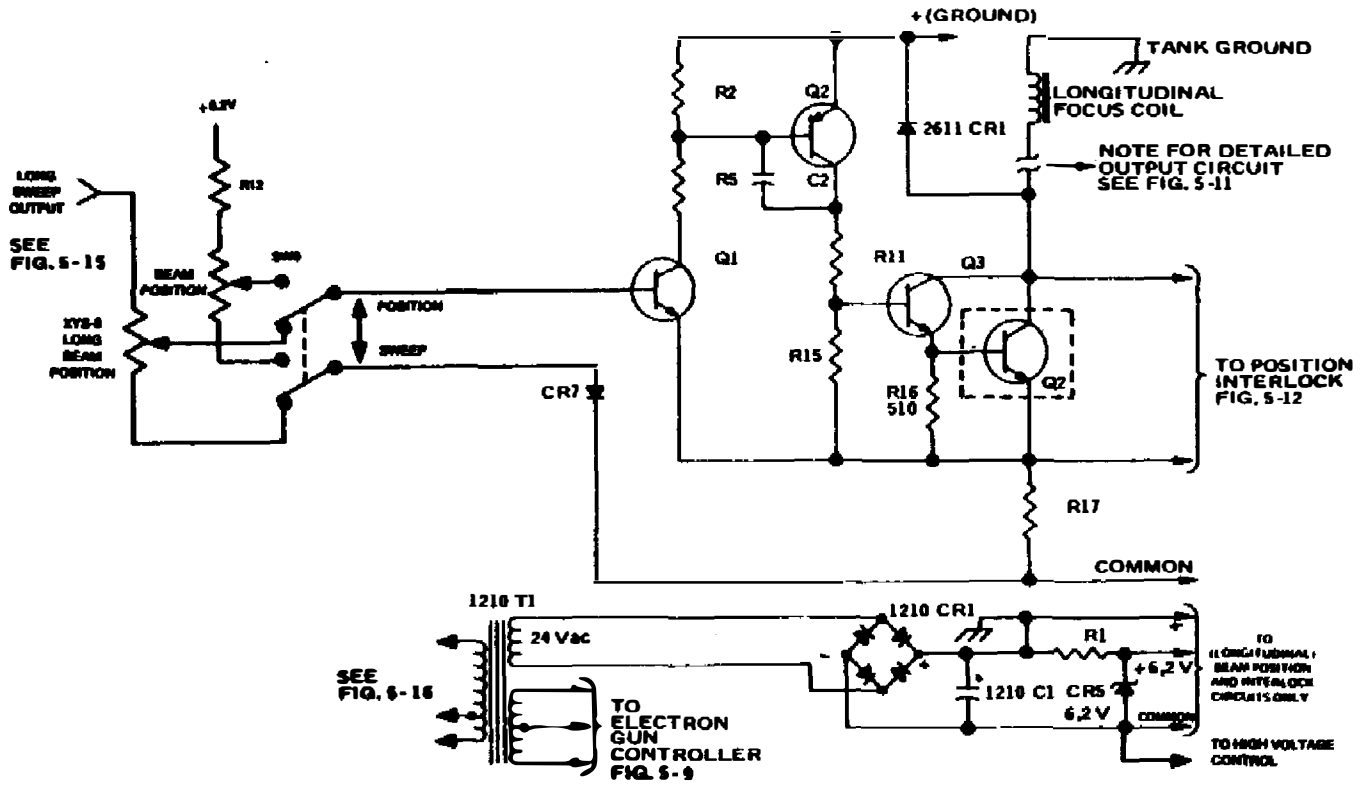 + (GROUND)
TANK GROUND
R2
Q2
LONGITUDINAL
FOCUS COIL
2611 CR1
+6.2V
NOTE FOR DETAILED
OUTPUT CIRCUIT
SEE FIG. 5-11
LONG
SWEEP
OUTPUT
R12
R5
C2
SEE
FIG. 5-15
Q1
R11
Q3
BEAM
POSITION
POSITION
XYS-8
LONG
BEAM
POSITION
SWEEP
R15
TO POSITION
INTERLOCK
FIG. 5-12
CR7
R16
510
Q2
R17
COMMON
1210 T1
1210 CR1
24 Vac
-
+
+
R1
+6,2 V
TO
(LONGITUDINAL)
BEAM POSITION
AND INTERLOCK
CIRCUITS ONLY
SEE
FIG. 5-16
+
1210 C1
CR5
6,2 V
COMMON
TO
ELECTRON
GUN
CONTROLLER
FIG. 5-9
TO HIGH VOLTAGE
CONTROL